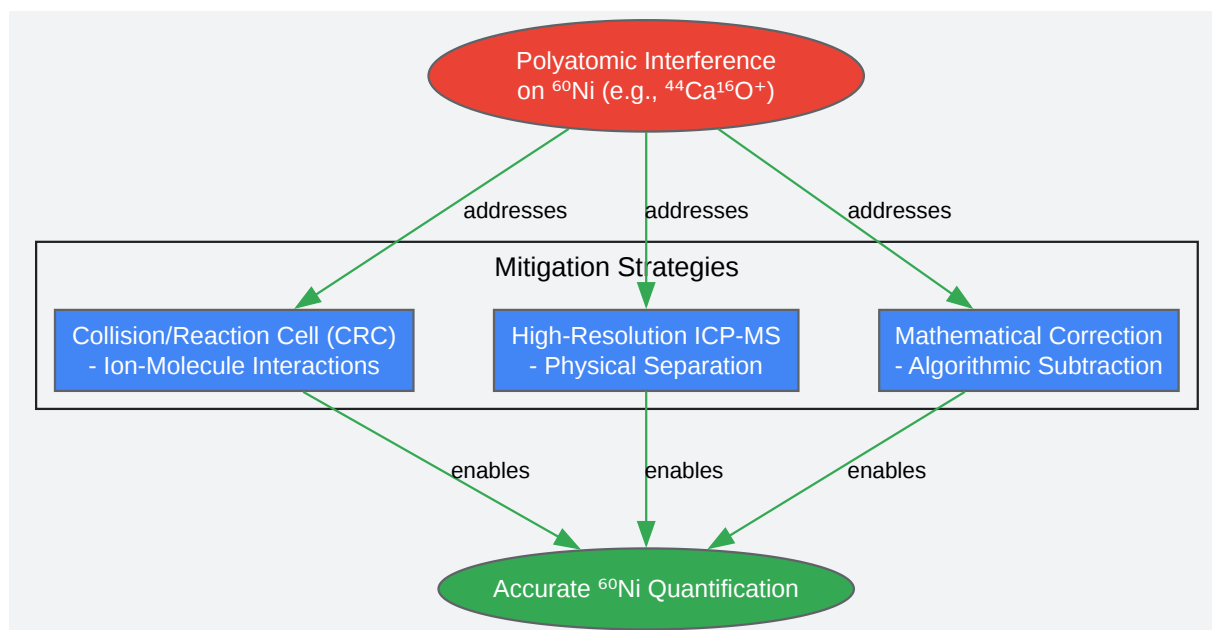 Polyatomic Interference
on ⁶⁰Ni (e.g., ⁴⁴Ca¹⁶O⁺)
addresses
addresses
addresses
Mitigation Strategies
Collision/Reaction Cell (CRC)
- Ion-Molecule Interactions
High-Resolution ICP-MS
- Physical Separation
Mathematical Correction
- Algorithmic Subtraction
enables
enables
enables
Accurate ⁶⁰Ni Quantification